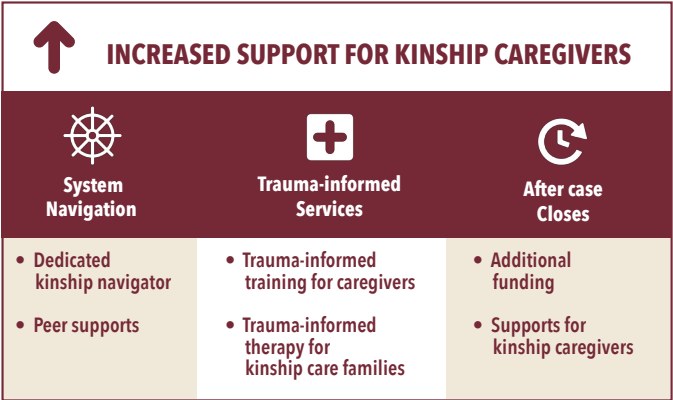 INCREASED SUPPORT FOR KINSHIP CAREGIVERS
System
Navigation
Trauma-informed
Services
After case
Closes
• Dedicated
kinship navigator
• Peer supports
• Trauma-informed
training for caregivers
• Trauma-informed
therapy for
kinship care families
• Additional
funding
• Supports for
kinship caregivers